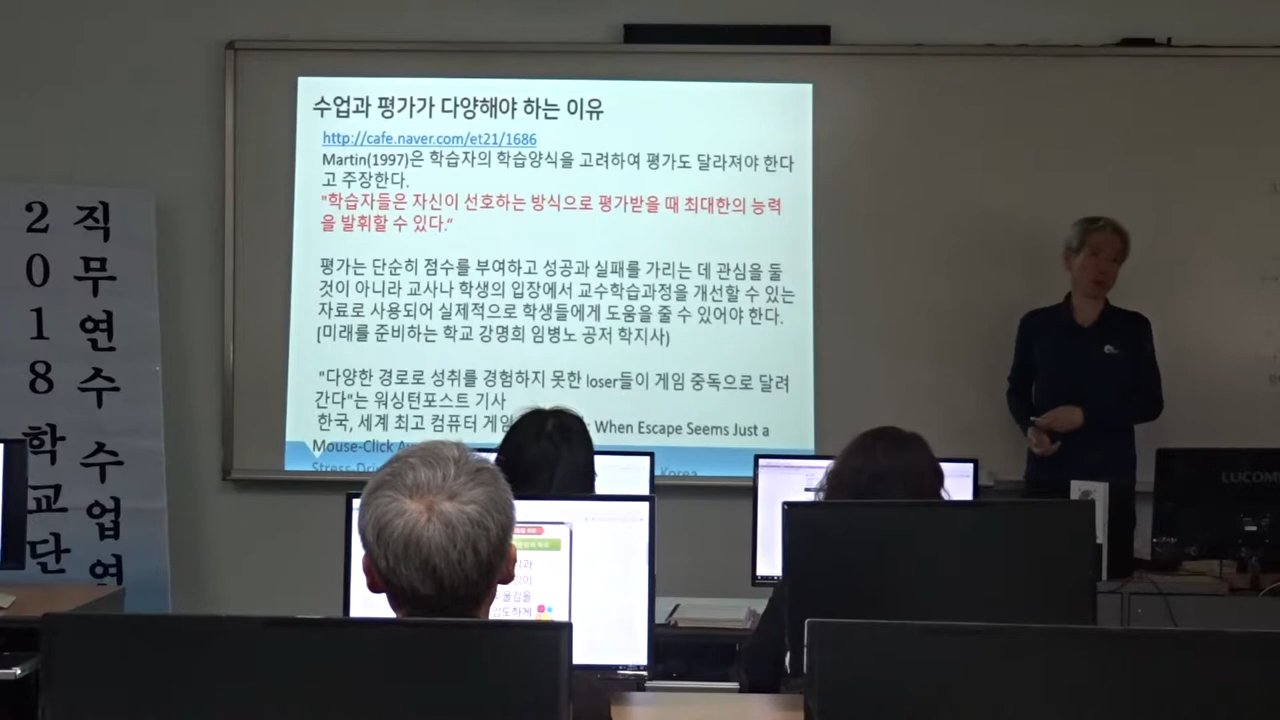 수업과 평가가 다양해야 하는 이유
http://cafe.naver.com/et21/1686
Martin(1997)은 학습자의 학습양식을 고려하여 평가도 달라져야 한다
고 주장한다.
"학습자들은 자신이 선호하는 방식으로 평가받을 때 최대한의 능력
을 발휘할 수 있다."
평가는 단순히 점수를 부여하고 성공과 실패를 가리는 데 관심을 둘
것이 아니라 교사나 학생의 입장에서 교수학습과정을 개선할 수 있는
자료로 사용되어 실제적으로 학생들에게 도움을 줄 수 있어야 한다.
[미래를 준비하는 학교 강명희 임병노 공저 학지사)
"다양한 경로로 성취를 경험하지 못한 loser들이 게임 중독으로 달려
간다"는 워싱턴포스트 기사
한국, 세계 최고 컴퓨터 게임 : When Escape Seems Just a
Mouse-Click
Korea
직무연수 수업연
2018 학교단
LUCOM